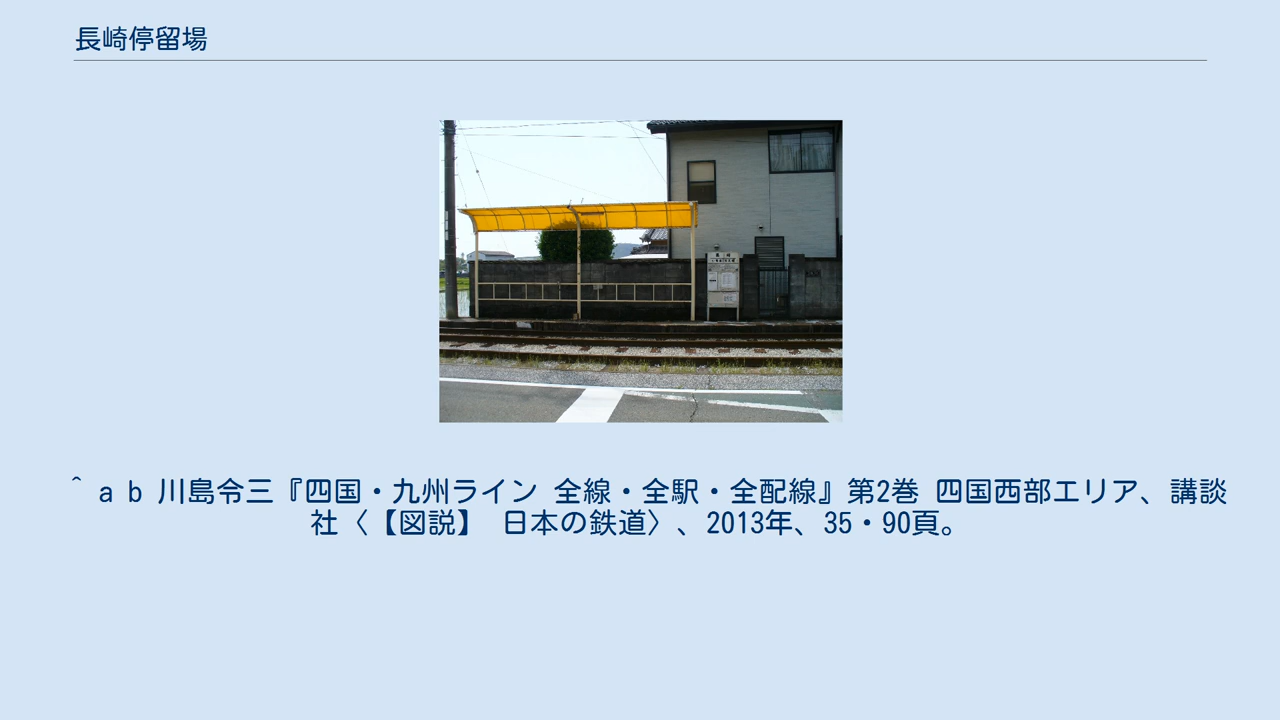 長崎停留場
^ a b 川島令三『四国・九州ライン 全線・全駅・全配線』第2巻 四国西部エリア、講談
社〈【図説】 日本の鉄道〉、2013年、35・90頁。